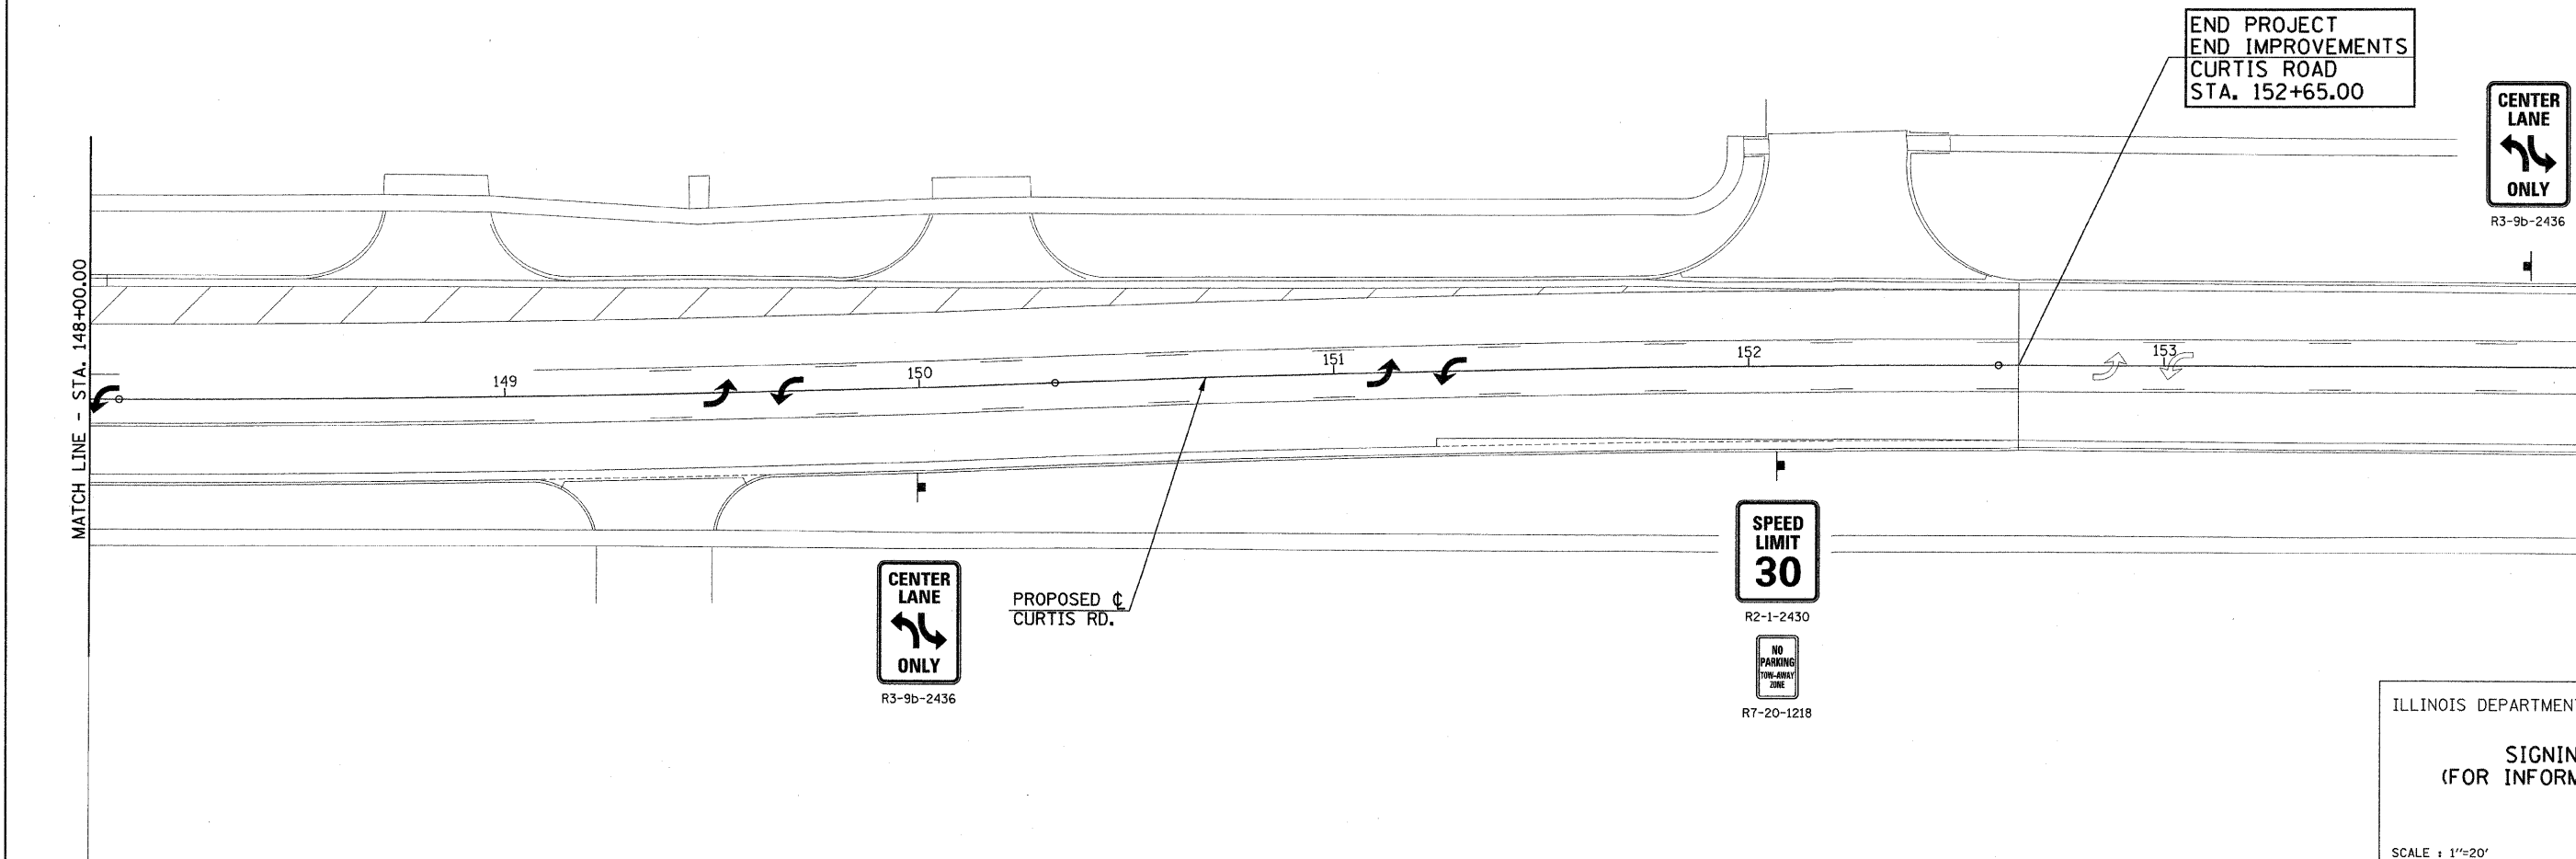 END PROJECT
END IMPROVEMENTS
CURTIS ROAD
STA. 152+65.00
CENTER
LANE
ONLY
R3-9b-2436
MATCH LINE - STA. 148+00.00
149
150
151
152
153
CENTER
LANE
ONLY
R3-9b-2436
PROPOSED ℄
CURTIS RD.
SPEED
LIMIT
30
R2-1-2430
NO
PARKING
TOW-AWAY
ZONE
R7-20-1218
ILLINOIS DEPARTMENT
SIGNIN
(FOR INFORM
SCALE : 1"=20'